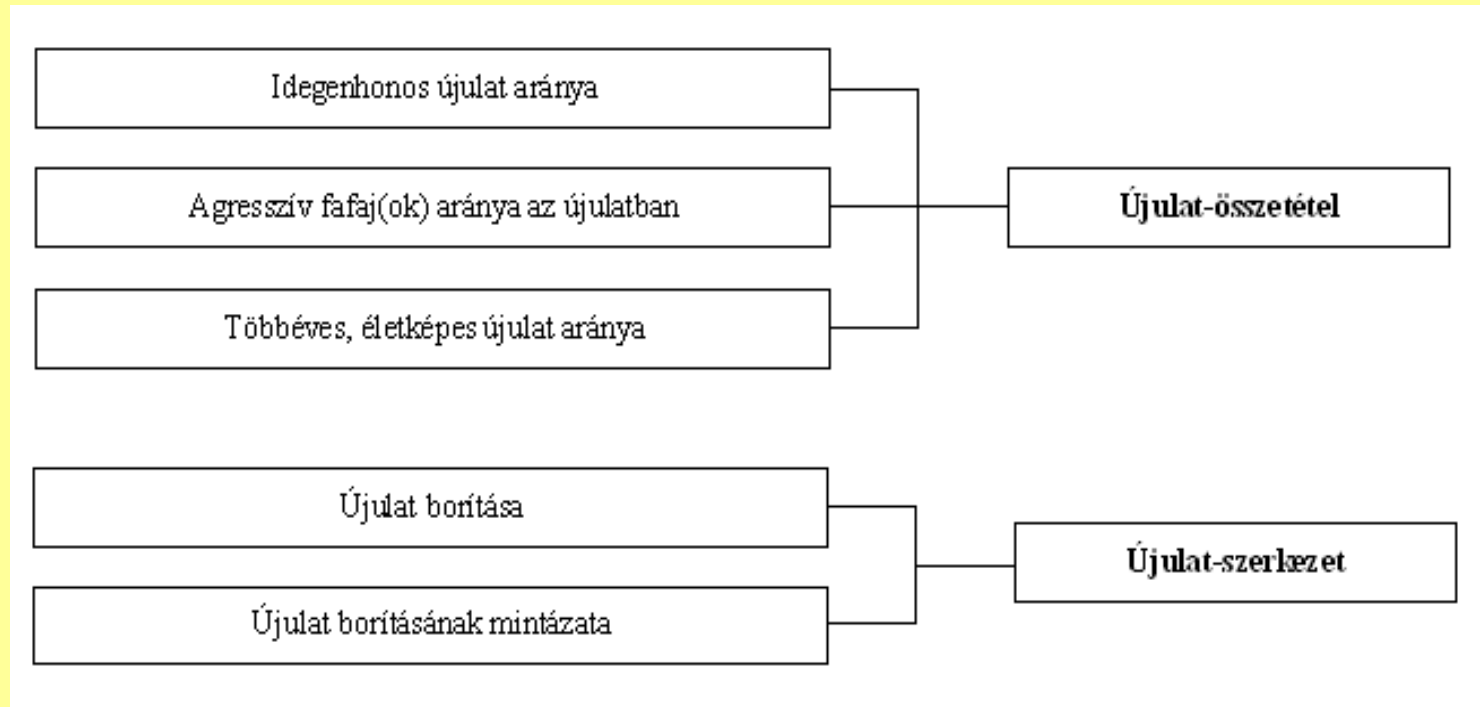 Idegenhonos újulat aránya
Agresszív fafaj(ok) aránya az újulatban
Többéves, életképes újulat aránya
Újulat-összetétel
Újulat borítása
Újulat borításának mintázata
Újulat-szerkezet